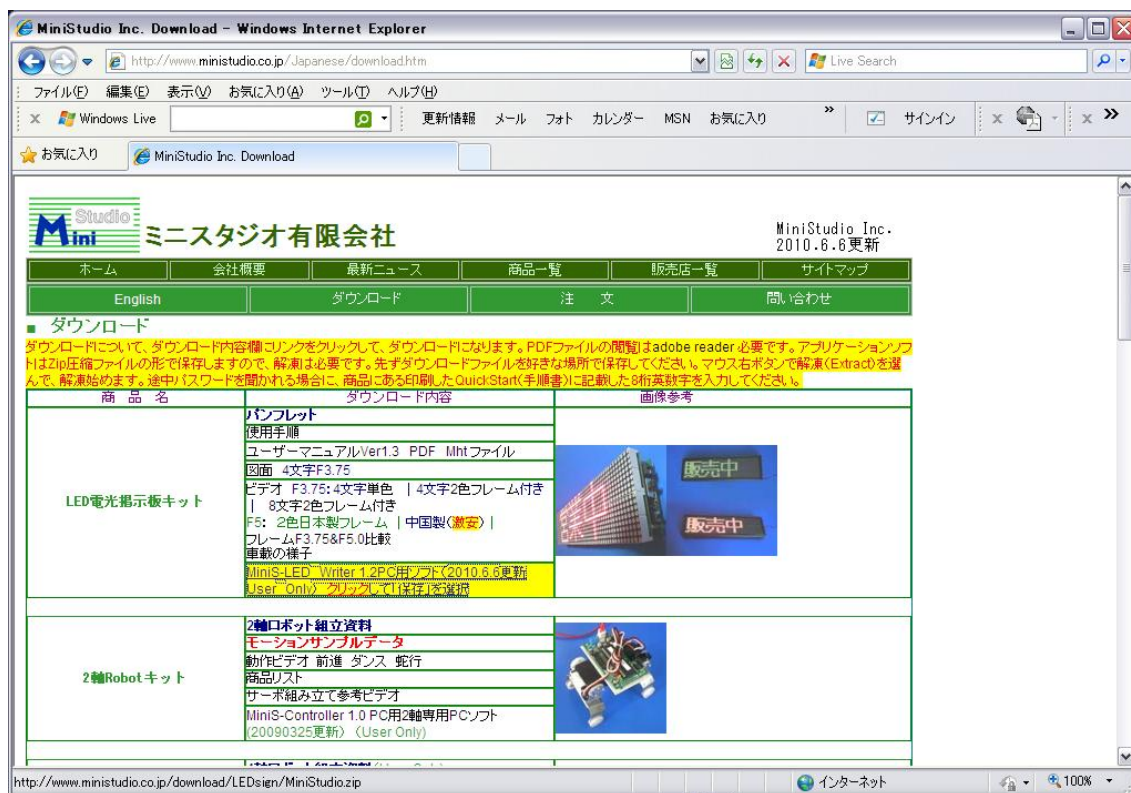 MiniStudio Inc. Download - Windows Internet Explorer
http://www.ministudio.co.jp/Japanese/download.htm
Live Search
ファイル(F) 編集(E) 表示(V) お気に入り(A) ツール(T) ヘルプ(H)
Windows Live 更新情報 メール フォト カレンダー MSN お気に入り サインイン
お気に入り MiniStudio Inc. Download
Studio
Mini
ミニスタジオ有限会社
MiniStudio Inc.
2010.6.6更新
ホーム 会社概要 最新ニュース 商品一覧 販売店一覧 サイトマップ
English ダウンロード 注 文 問い合わせ
■ ダウンロード
ダウンロードについて、ダウンロード内容欄にリンクをクリックして、ダウンロードになります。PDFファイルの閲覧はadobe reader 必要です。アプリケーションソフ
トはZip圧縮ファイルの形で保存しますので、解凍は必要です。先ずダウンロードファイルを好きな場所で保存してください。マウス右ボタンで解凍(Extract)を選
んで、解凍始めます。途中パスワードを聞かれる場合に、商品にある印刷したQuickStart(手順書)に記載した8桁英数字を入力してください。
商 品 名 ダウンロード内容 画像参考
LED電光掲示板キット
パンフレット
使用手順
ユーザーマニュアルVer1.3 PDF Mhtファイル
図面 4文字F3.75
ビデオ F3.75:4文字単色 | 4文字2色フレーム付き
| 8文字2色フレーム付き
F5: 2色日本製フレーム | 中国製(激安) |
フレームF3.75&F5.0比較
車載の様子
MiniS-LED Writer 1.2PC用ソフト(2010.6.6更新
User Only) クリックして「保存」を選択
販売中
販売中
2軸Robotキット
2軸ロボット組立資料
モーションサンプルデータ
動作ビデオ 前進 ダンス 蛇行
商品リスト
サーボ組み立て参考ビデオ
MiniS-Controller 1.0 PC用2軸専用PCソフト
(20090325更新) (User Only)
http://www.ministudio.co.jp/download/LEDsign/MiniStudio.zip
インターネット
100%